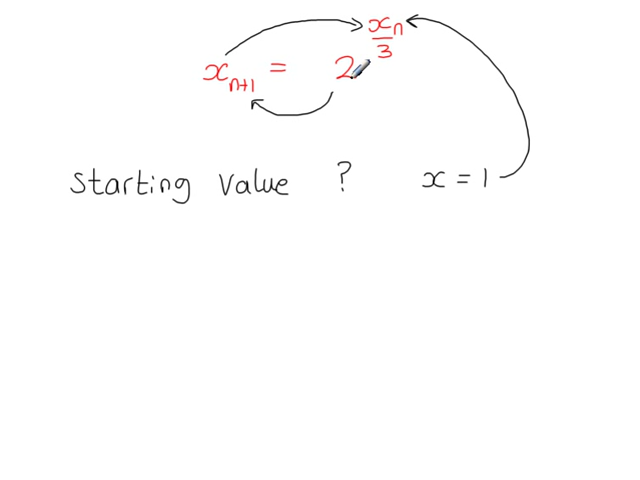 xₙ₊₁ = 2^(xₙ/3)
starting value ? x = 1